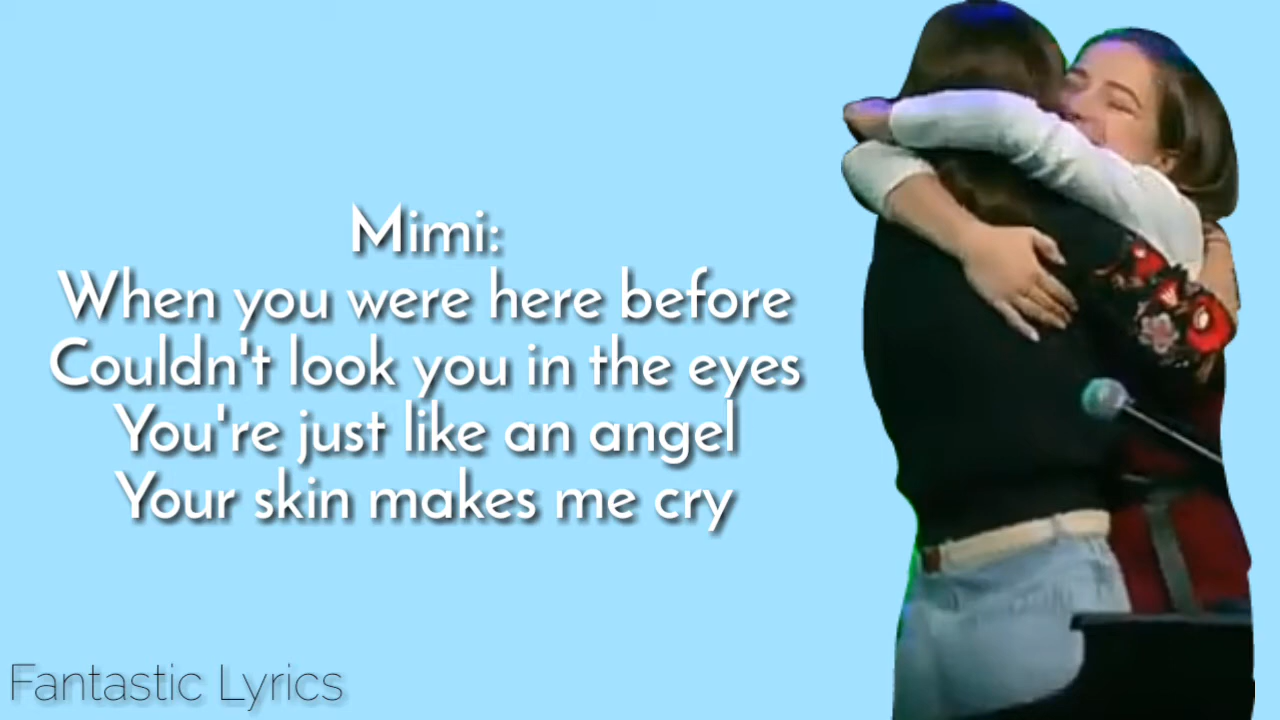 Mimi:
When you were here before
Couldn't look you in the eyes
You're just like an angel
Your skin makes me cry
Fantastic Lyrics